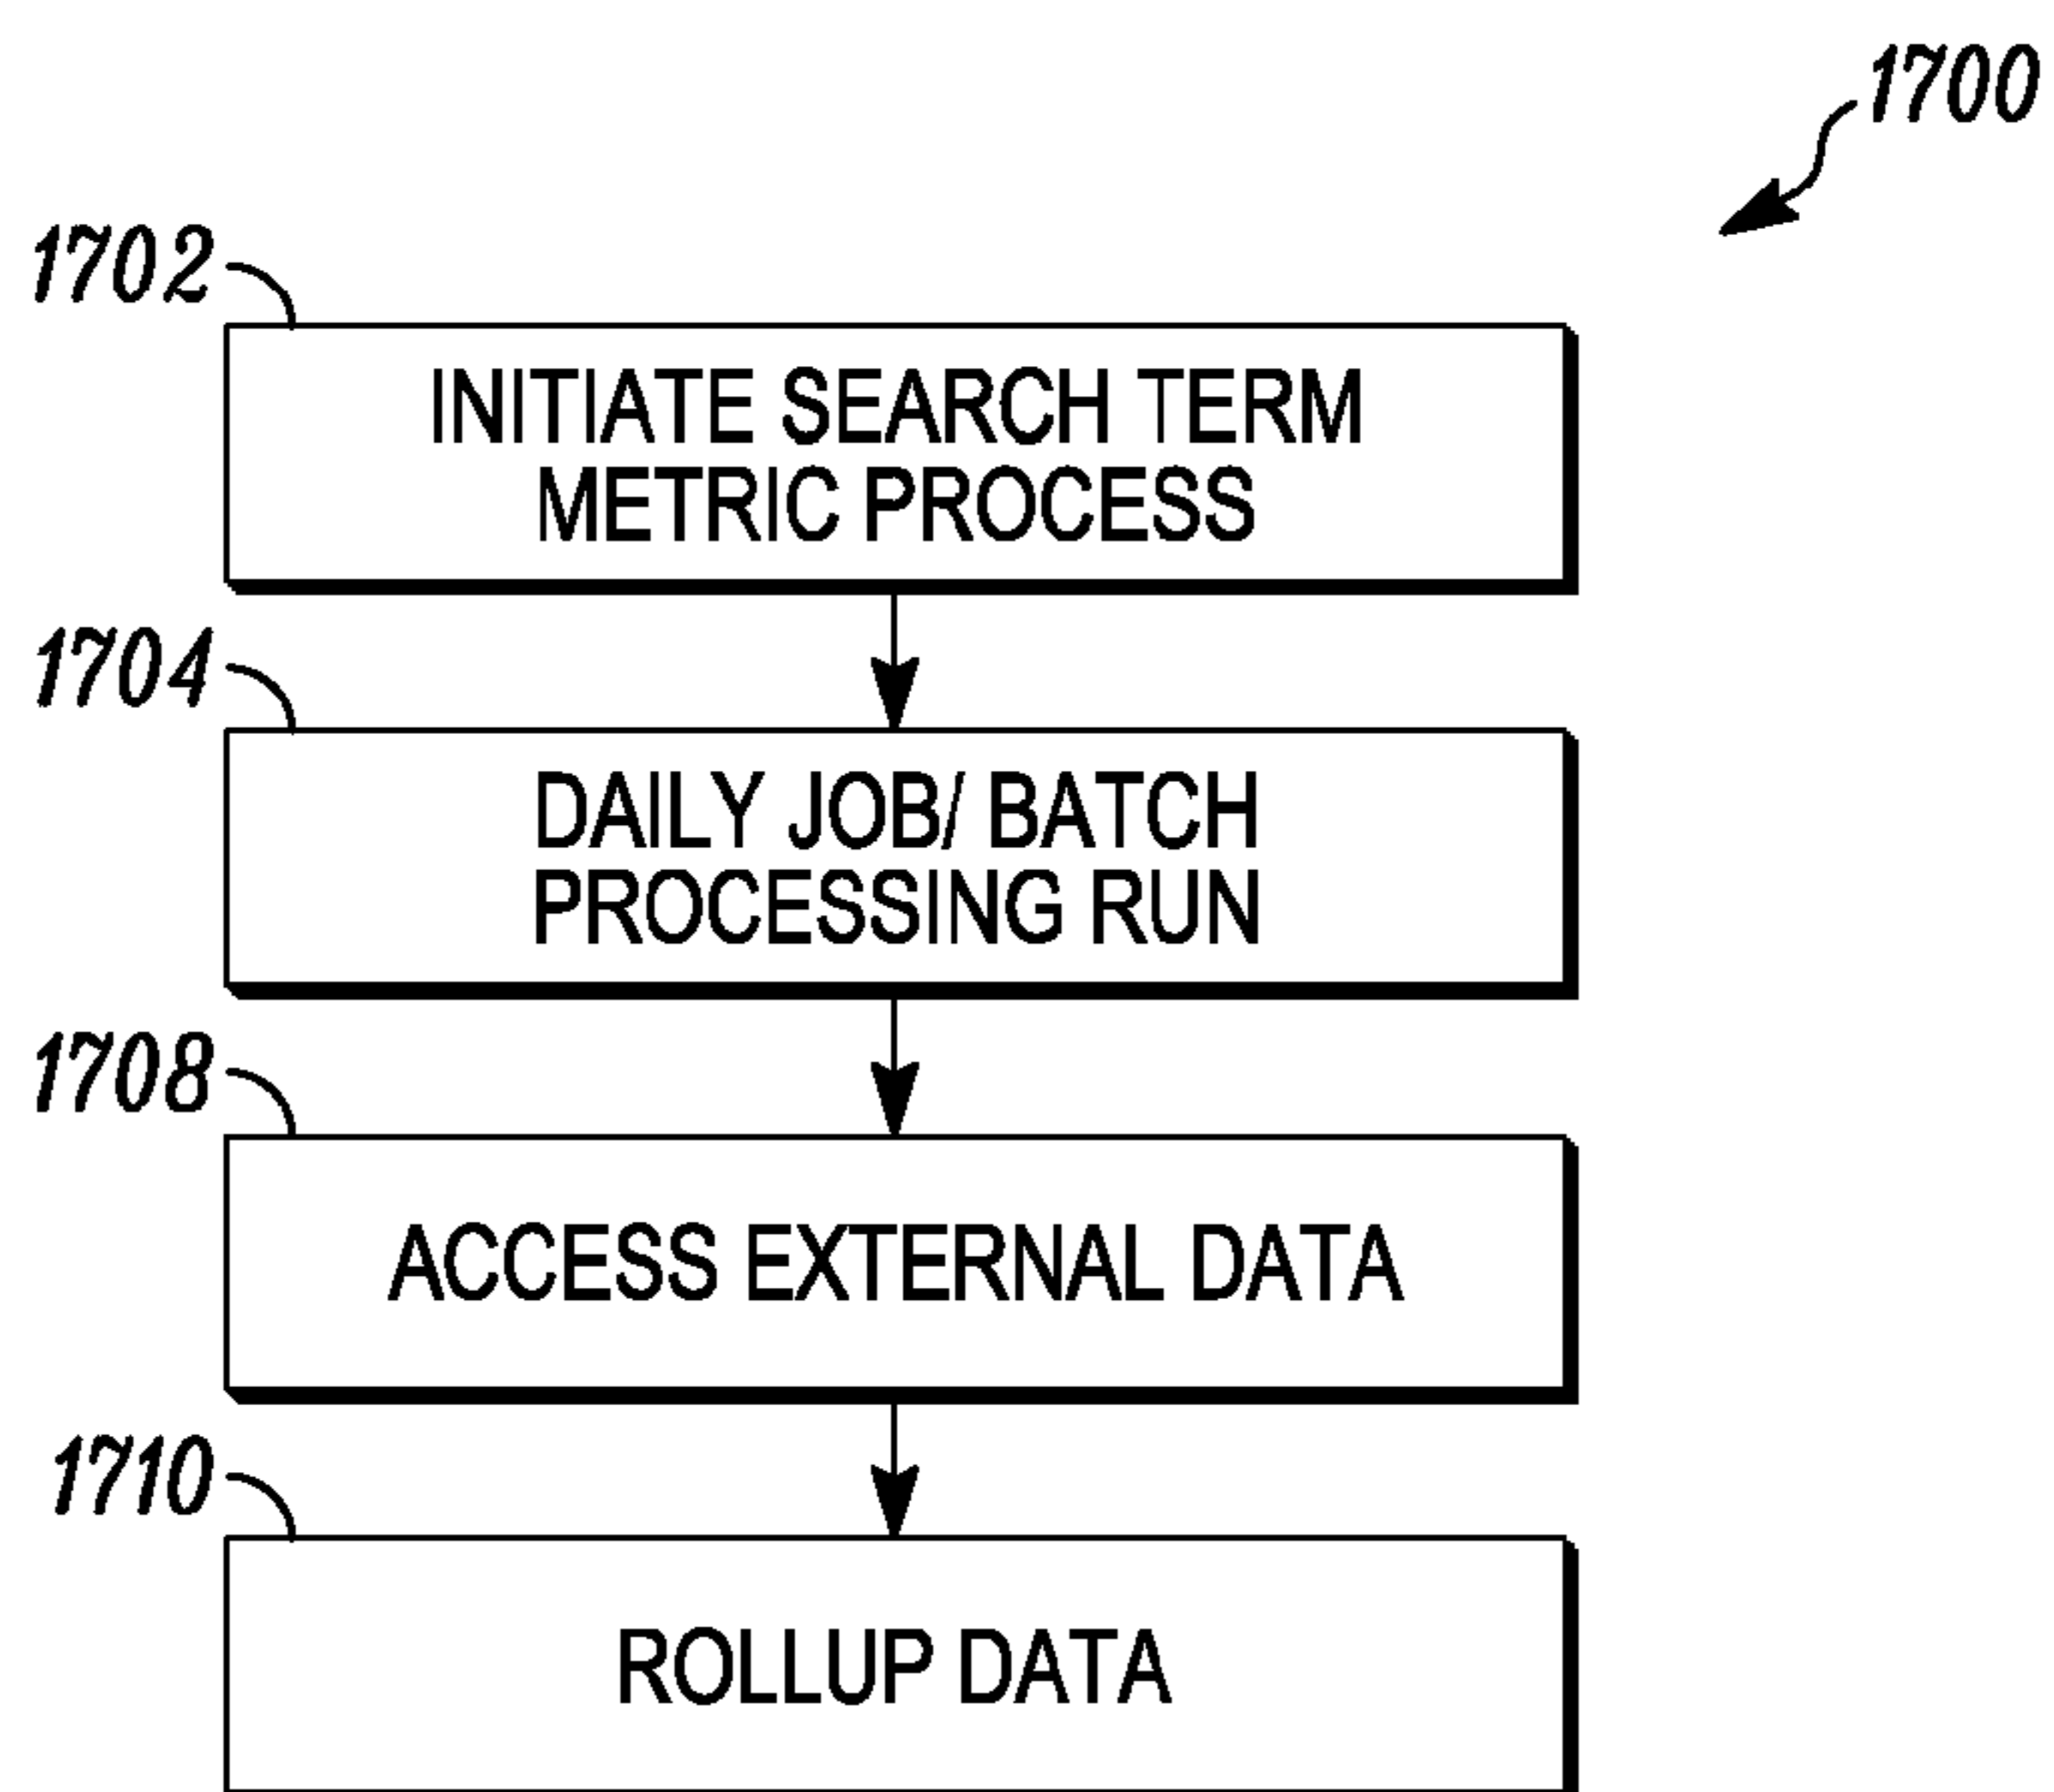 1700
1702
INITIATE SEARCH TERM
METRIC PROCESS
1704
DAILY JOB/ BATCH
PROCESSING RUN
1708
ACCESS EXTERNAL DATA
1710
ROLLUP DATA